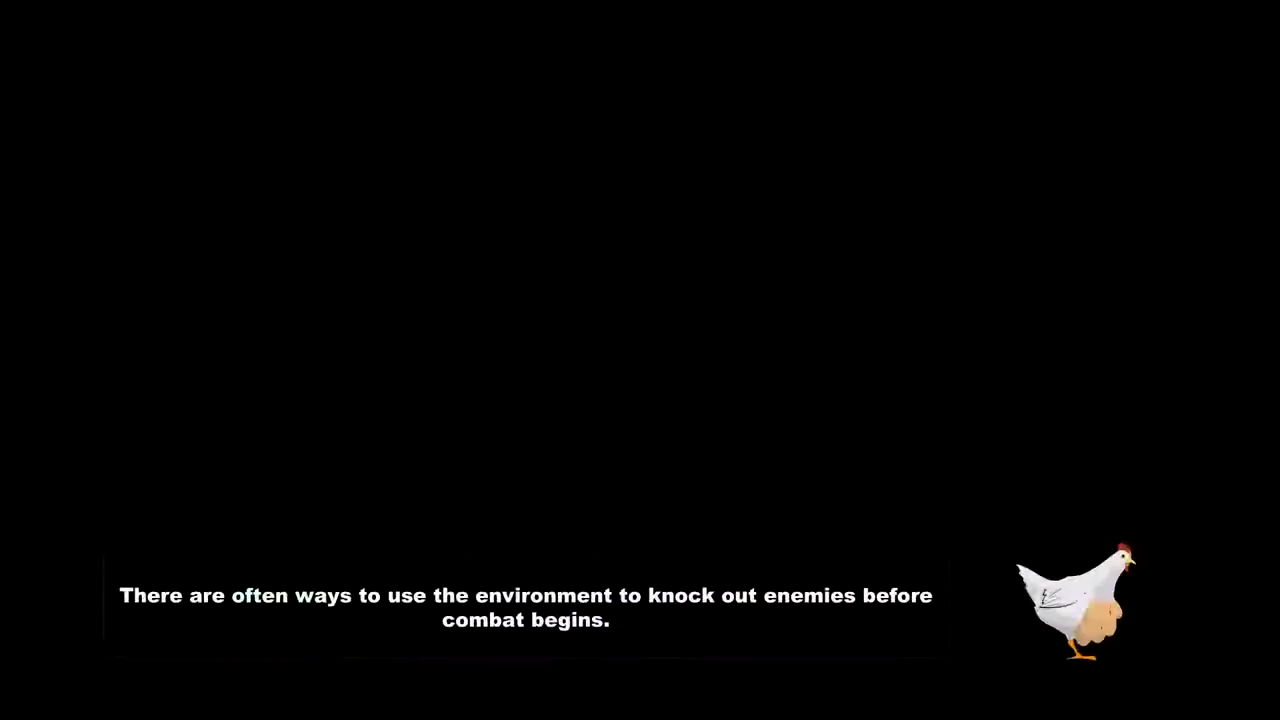 There are often ways to use the environment to knock out enemies before
combat begins.